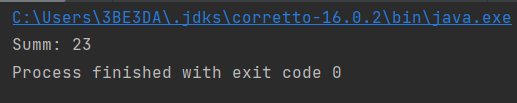 C:\Users\3BE3DA\.jdks\corretto-16.0.2\bin\java.exe
Summ: 23
Process finished with exit code 0